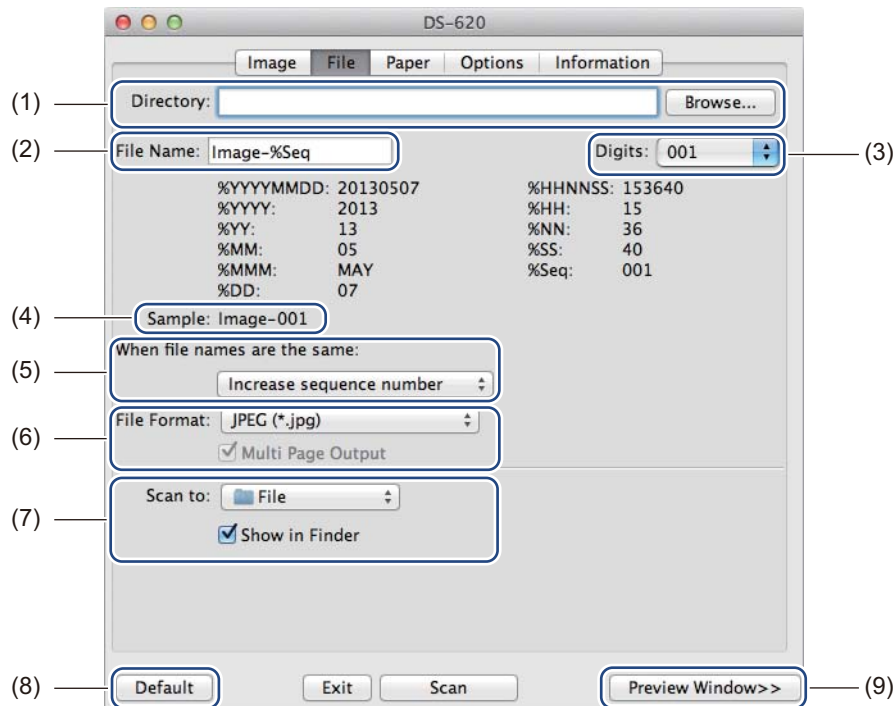 DS-620
Image File Paper Options Information
(1) Directory: Browse...
(2) File Name: Image-%Seq Digits: 001 (3)
%YYYYMMDD: 20130507 %HHNNSS: 153640
%YYYY: 2013 %HH: 15
%YY: 13 %NN: 36
%MM: 05 %SS: 40
%MMM: MAY %Seq: 001
%DD: 07
(4) Sample: Image-001
When file names are the same:
(5) Increase sequence number
(6) File Format: JPEG (*.jpg)
Multi Page Output
(7) Scan to: File
Show in Finder
(8) Default Exit Scan Preview Window>> (9)